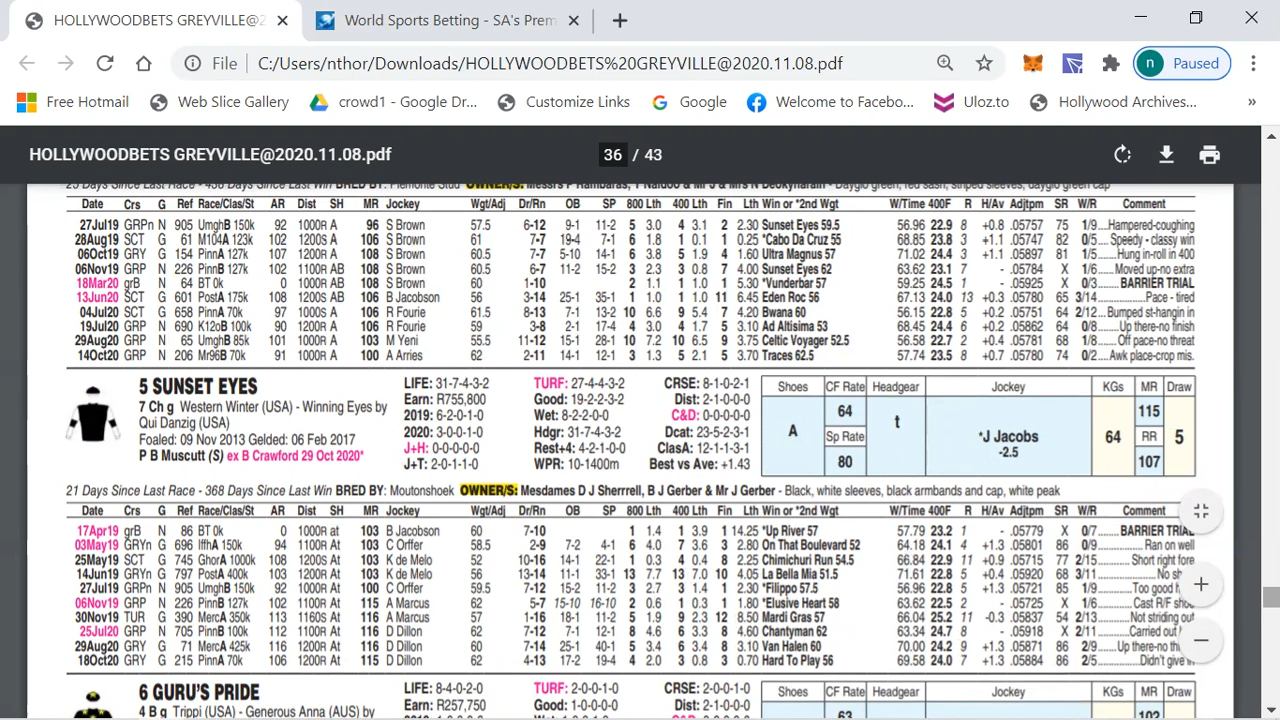 HOLLYWOODBETS GREYVILLE@2
World Sports Betting - SA's Prem
File C:/Users/nthor/Downloads/HOLLYWOODBETS%20GREYVILLE@2020.11.08.pdf n Paused
Free Hotmail Web Slice Gallery crowd1 - Google Dr... Customize Links Google Welcome to Faceb... Uloz.to Hollywood Archives... »
HOLLYWOODBETS GREYVILLE@2020.11.08.pdf 36 / 43
Date Crs G Ref Race/Clas/St AR Dist SH MR Jockey Wgt/Adj Dr/Rn OB SP 800 Lth 400 Lth Fin Lth Win or *2nd Wgt W/Time 400F R H/Av Adjtpm SR W/R Comment
27Jul19 GRPn N 905 UmghB 150k 92 1000R A 96 S Brown 57.5 6-12 9-1 11-2 5 3.0 4 3.1 2 2.30 Sunset Eyes 59.5 56.96 22.9 8 +0.8 .05757 75 1/9 Hampered-coughing
28Aug19 SCT G 61 M104A 123k 102 1200S A 106 S Brown 61 7-7 19-4 7-1 6 1.8 1 0.1 1 0.25 *Cabo Da Cruz 55 68.85 23.8 3 +1.1 .05747 82 0/5 Speedy - classy win
06Oct19 GRY G 154 PinnA 127k 107 1200R A 108 S Brown 60.5 7-7 5-10 14-1 6 3.8 5 1.9 4 1.60 Ultra Magnus 57 71.02 24.4 3 +1.1 .05897 81 1/5 Hung in-roll in 400
06Nov19 GRP N 226 PinnB 127k 102 1100R AB 108 S Brown 60.5 6-7 11-2 15-2 3 2.3 3 0.8 7 4.00 Sunset Eyes 62 63.62 23.1 7 - .05784 X 1/6 Moved up-no extra
18Mar20 grB N 58 BT 0k 0 1000R A 108 S Brown 60 1-10 2 1.1 1 1.0 1 5.30 *Vunderbar 57 59.25 24.5 1 - .05925 X 0/3 BARRIER TRIAL
13Jun20 SCT G 601 PostA 175k 108 1200S AB 108 B Jacobson 56 3-14 25-1 35-1 1 1.0 1 1.0 11 6.45 Eden Roc 56 67.13 24.0 13 +0.3 .05780 65 3/14 Pace - tired
04Jul20 SCT G 658 PinnA 70k 97 1000S A 106 R Fourie 61.5 8-13 7-1 13-2 10 6.6 9 5.4 7 4.20 Bwana 60 56.15 22.8 5 +0.2 .05751 64 2/12 Bumped st-hangin in
19Jul20 GRP N 690 K120B 100k 90 1200R A 106 R Fourie 59 3-8 2-1 17-4 4 3.0 4 1.7 5 3.10 Ad Altisima 53 68.45 24.4 6 +0.2 .05862 64 0/8 Up there-no finish
29Aug20 GRP N 65 UmghB 85k 101 1000R A 103 M Yeni 55.5 11-12 15-1 28-1 10 7.2 10 6.5 9 3.75 Celtic Voyager 52.5 56.58 22.7 2 +0.4 .05781 68 1/8 Off pace-no threat
14Oct20 GRP N 206 Mr96B 70k 91 1000R A 100 A Arries 62 2-11 14-1 12-1 3 1.3 5 2.1 5 3.70 Traces 62.5 57.74 23.5 8 +0.7 .05780 74 0/2 Awk place-crop mis.
5 SUNSET EYES
7 Ch g Western Winter (USA) - Winning Eyes by
Qui Danzig (USA)
Foaled: 09 Nov 2013 Gelded: 06 Feb 2017
P B Muscutt (S) ex B Crawford 29 Oct 2020*
LIFE: 31-7-4-3-2 TURF: 27-4-4-3-2 CRSE: 8-1-0-2-1
Earn: R755,800 Good: 19-2-2-3-2 Dist: 2-1-0-0-0
2019: 6-2-0-1-0 Wet: 8-2-2-0-0 C&D: 0-0-0-0-0
2020: 3-0-0-1-0 Hdgr: 31-7-4-3-2 Dcat: 23-5-2-3-1
J+H: 0-0-0-0-0 Rest+4: 4-2-1-0-0 ClasA: 12-1-1-3-1
J+T: 2-0-1-1-0 WPR: 10-1400m Best vs Ave: +1.43
Shoes CF Rate Headgear Jockey KGs MR Draw
A 64 t *J Jacobs -2.5 64 115 5
Sp Rate RR
80 107
21 Days Since Last Race - 368 Days Since Last Win BRED BY: Moutonshoek OWNER/S: Mesdames D J Sherrrell, B J Gerber & Mr J Gerber - Black, white sleeves, black armbands and cap, white peak
Date Crs G Ref Race/Clas/St AR Dist SH MR Jockey Wgt/Adj Dr/Rn OB SP 800 Lth 400 Lth Fin Lth Win or *2nd Wgt W/Time 400F R H/Av Adjtpm SR W/R Comment
17Apr19 grB N 86 BT 0k 0 1000R at 103 B Jacobson 60 7-10 1 1.4 1 3.9 1 14.25 *Up River 57 57.79 23.2 1 - .05779 X 0/7 BARRIER TRIAL
03May19 GRYn G 696 IffhA 150k 94 1100R At 103 C Offer 58.5 2-9 7-2 4-1 6 4.0 7 3.6 3 2.80 On That Boulevard 52 64.18 24.1 4 +1.3 .05801 86 0/9 Ran on well
25May19 SCT G 745 GhorA 1000k 108 1200S At 103 K de Melo 52 10-16 14-1 22-1 1 0.3 4 0.4 8 2.25 Chimichuri Run 54.5 66.84 22.9 11 +0.9 .05715 77 2/15 Short right fore
14Jun19 GRYn G 797 PostA 400k 103 1200R At 103 K de Melo 56 13-14 11-1 33-1 13 7.7 13 7.0 10 4.05 La Bella Mia 51.5 71.61 22.8 5 +0.4 .05920 68 3/11 No sh
27Jul19 GRPn N 905 UmghB 150k 92 1000R At 100 C Offer 59.5 7-12 15-2 11-2 3 2.7 3 1.4 1 2.30 *Filippo 57.5 56.96 22.8 5 +1.3 .05721 85 1/9 Too good f
06Nov19 GRP N 226 PinnB 127k 102 1100R At 115 A Marcus 62 5-7 15-10 16-10 2 0.6 1 0.3 1 1.80 *Elusive Heart 58 63.62 22.5 2 - .05725 X 1/6 Cast R/F sho
30Nov19 TUR G 390 MercA 350k 113 1160S At 115 A Marcus 62 1-16 18-1 11-2 5 1.9 9 2.3 12 8.50 Mardi Gras 57 66.04 25.2 11 -0.3 .05837 54 2/13 Not striding out
25Jul20 GRP N 705 PinnB 100k 112 1100R At 116 D Dillon 62 7-12 7-1 12-1 8 4.6 8 3.3 8 4.55 Chantyman 62 63.34 24.7 8 - .05918 X 2/11 Carried out
29Aug20 GRY G 71 MercA 425k 116 1200R At 116 D Dillon 60 7-14 25-1 40-1 5 3.4 6 3.4 8 3.10 Van Halen 60 70.00 24.0 9 +1.3 .05871 86 2/9 Up there-no th
18Oct20 GRY G 215 PinnA 70k 106 1200R At 115 D Dillon 62 4-13 17-2 19-4 4 2.0 3 0.8 3 0.70 Hard To Play 56 69.58 24.0 7 +1.3 .05884 86 2/5 Didn't give in
6 GURU'S PRIDE
4 B g Trippi (USA) - Generous Anna (AUS) by
LIFE: 8-4-0-2-0 TURF: 2-0-0-1-0 CRSE: 2-0-0-1-0
Earn: R257,750 Good: 1-0-0-0-0 Dist: 2-1-0-0-0
Shoes CF Rate Headgear Jockey KGs MR Draw
63 102